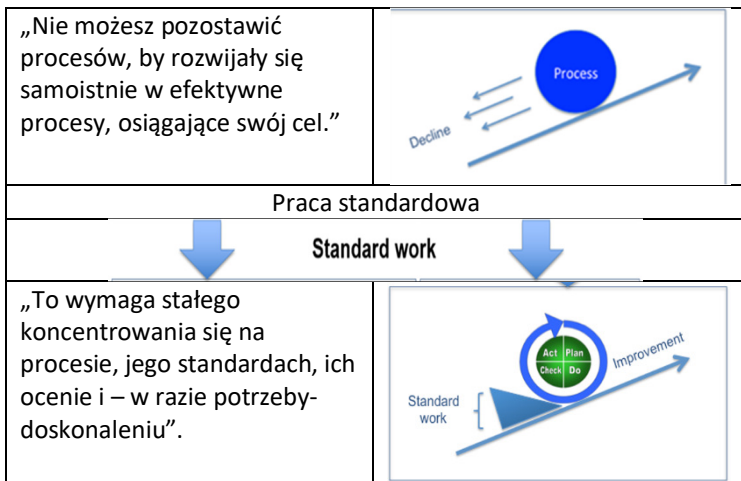 „Nie możesz pozostawić
procesów, by rozwijały się
samoistnie w efektywne
procesy, osiągające swój cel.”
Process
Decline
Praca standardowa
Standard work
„To wymaga stałego
koncentrowania się na
procesie, jego standardach, ich
ocenie i – w razie potrzeby-
doskonaleniu”.
Act Plan
Check Do
Improvement
Standard
work